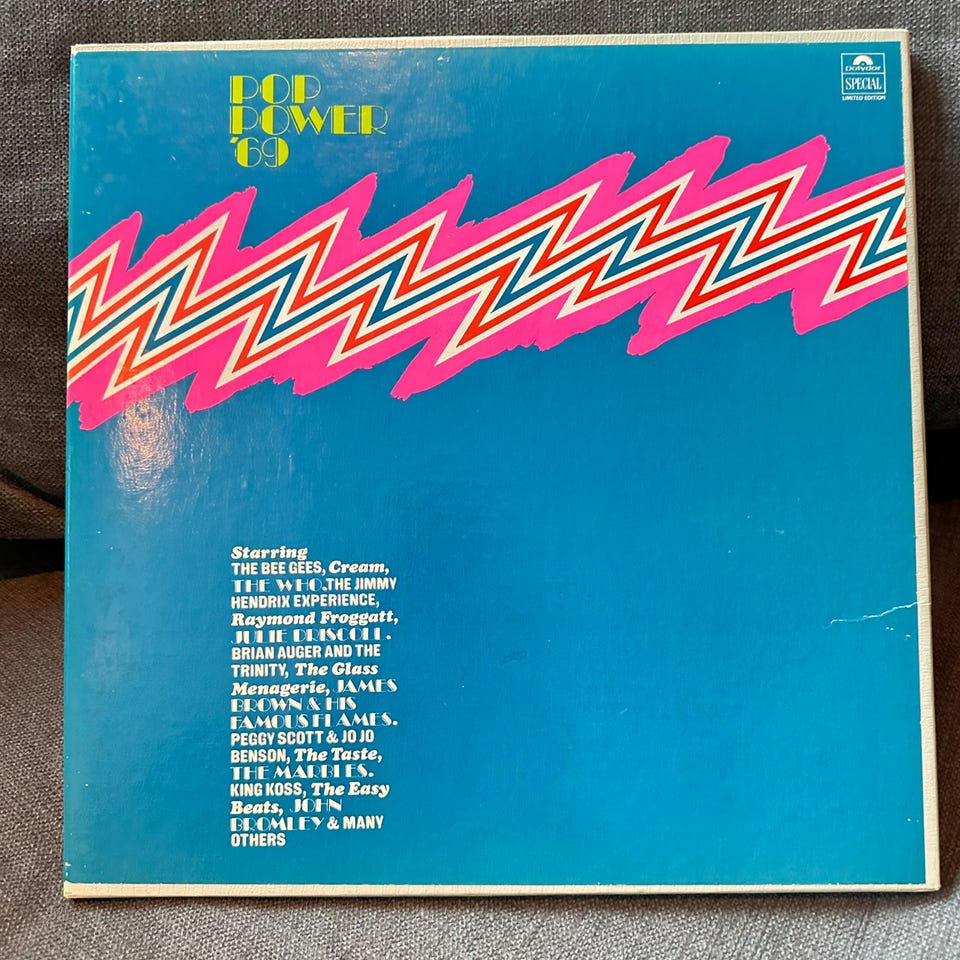 POP
POWER
'69
Polydor
SPECIAL
LIMITED EDITION
Starring
THE BEE GEES, Cream,
THE WHO. THE JIMMY
HENDRIX EXPERIENCE,
Raymond Froggatt,
JULIE DRISCOLL.
BRIAN AUGER AND THE
TRINITY, The Glass
Menagerie, JAMES
BROWN & HIS
FAMOUS FLAMES.
PEGGY SCOTT & JO JO
BENSON, The Taste,
THE MARBLES.
KING KOSS, The Easy
Beats, JOHN
BROMLEY & MANY
OTHERS